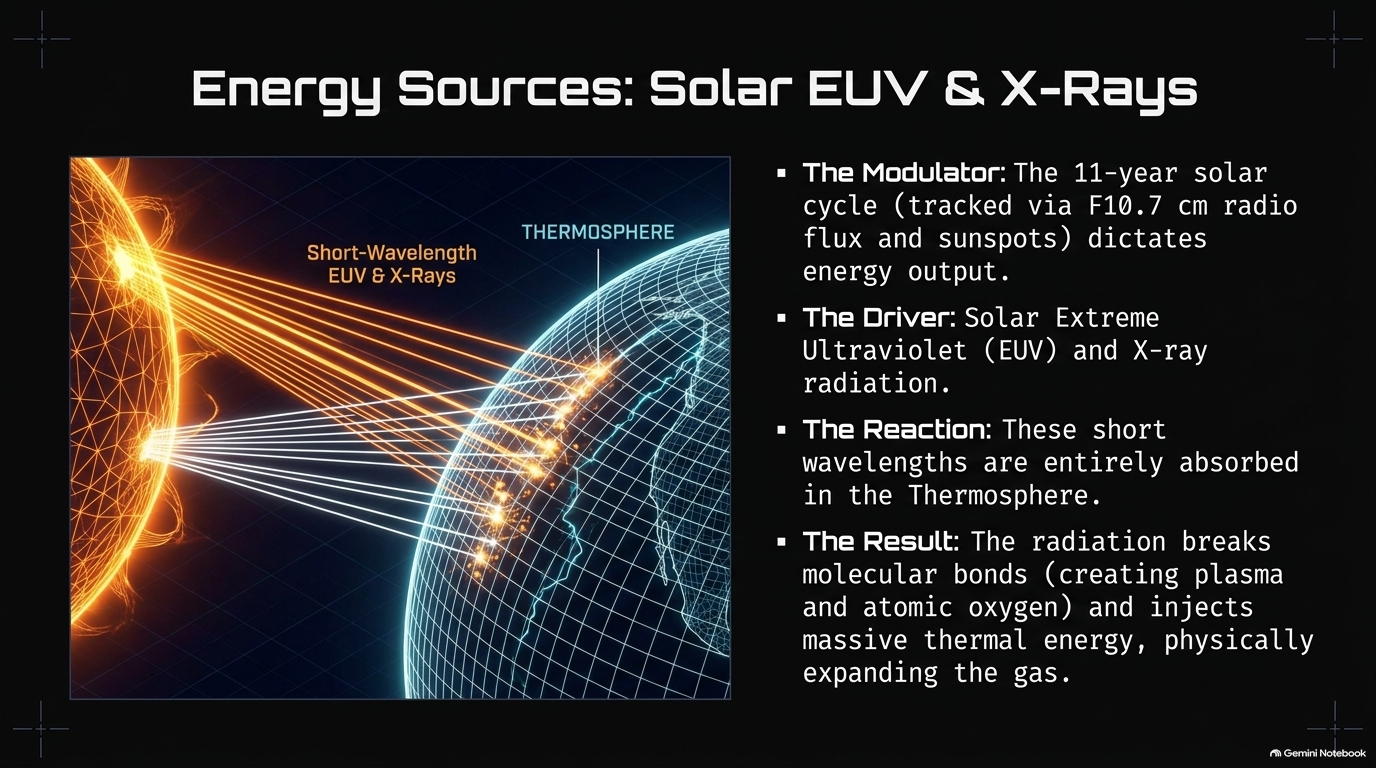 Energy Sources: Solar EUV & X-Rays
Short-Wavelength
EUV & X-Rays
THERMOSPHERE
▪ The Modulator: The 11-year solar
cycle (tracked via F10.7 cm radio
flux and sunspots) dictates
energy output.
▪ The Driver: Solar Extreme
Ultraviolet (EUV) and X-ray
radiation.
▪ The Reaction: These short
wavelengths are entirely absorbed
in the Thermosphere.
▪ The Result: The radiation breaks
molecular bonds (creating plasma
and atomic oxygen) and injects
massive thermal energy, physically
expanding the gas.
Gemini Notebook